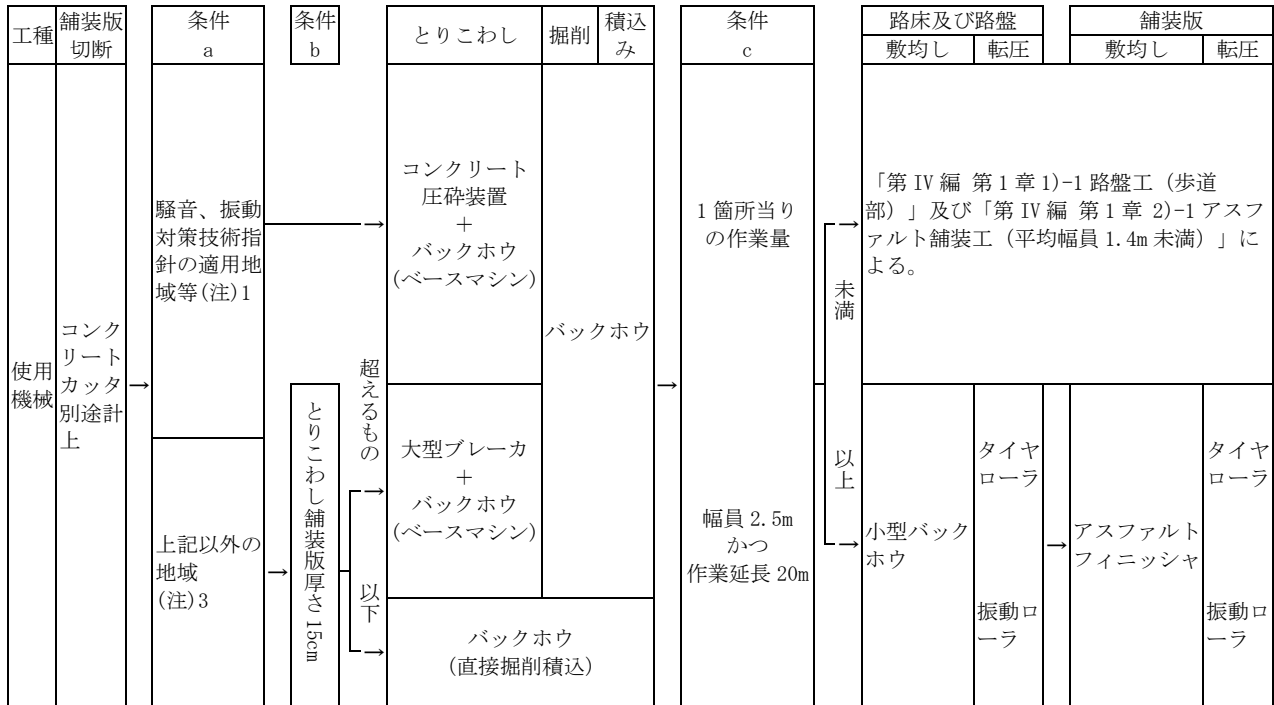 工種
舗装版
切断
条件
a
条件
b
とりこわし
掘削
積込
み
条件
c
路床及び路盤
敷均し
転圧
舗装版
敷均し
転圧
使用
機械
コンク
リート
カッタ
別途計
上
→
騒音、振動
対策技術指
針の適用地
域等(注)1
→
上記以外の
地域
(注)3
→
とりこわし舗装版厚さ 15cm
超えるもの
→
以下
→
コンクリート
圧砕装置
+
バックホウ
(ベースマシン)
大型ブレーカ
+
バックホウ
(ベースマシン)
バックホウ
バックホウ
(直接掘削積込)
→
1 箇所当り
の作業量
幅員 2.5m
かつ
作業延長 20m
→
未満
以上
→
「第 IV 編 第 1 章 1)-1 路盤工（歩道
部）」及び「第 IV 編 第 1 章 2)-1 アスフ
ァルト舗装工（平均幅員 1.4m 未満）」に
よる。
小型バック
ホウ
タイヤ
ローラ
振動ロ
ーラ
→
アスファルト
フィニッシャ
タイヤ
ローラ
振動ロ
ーラ